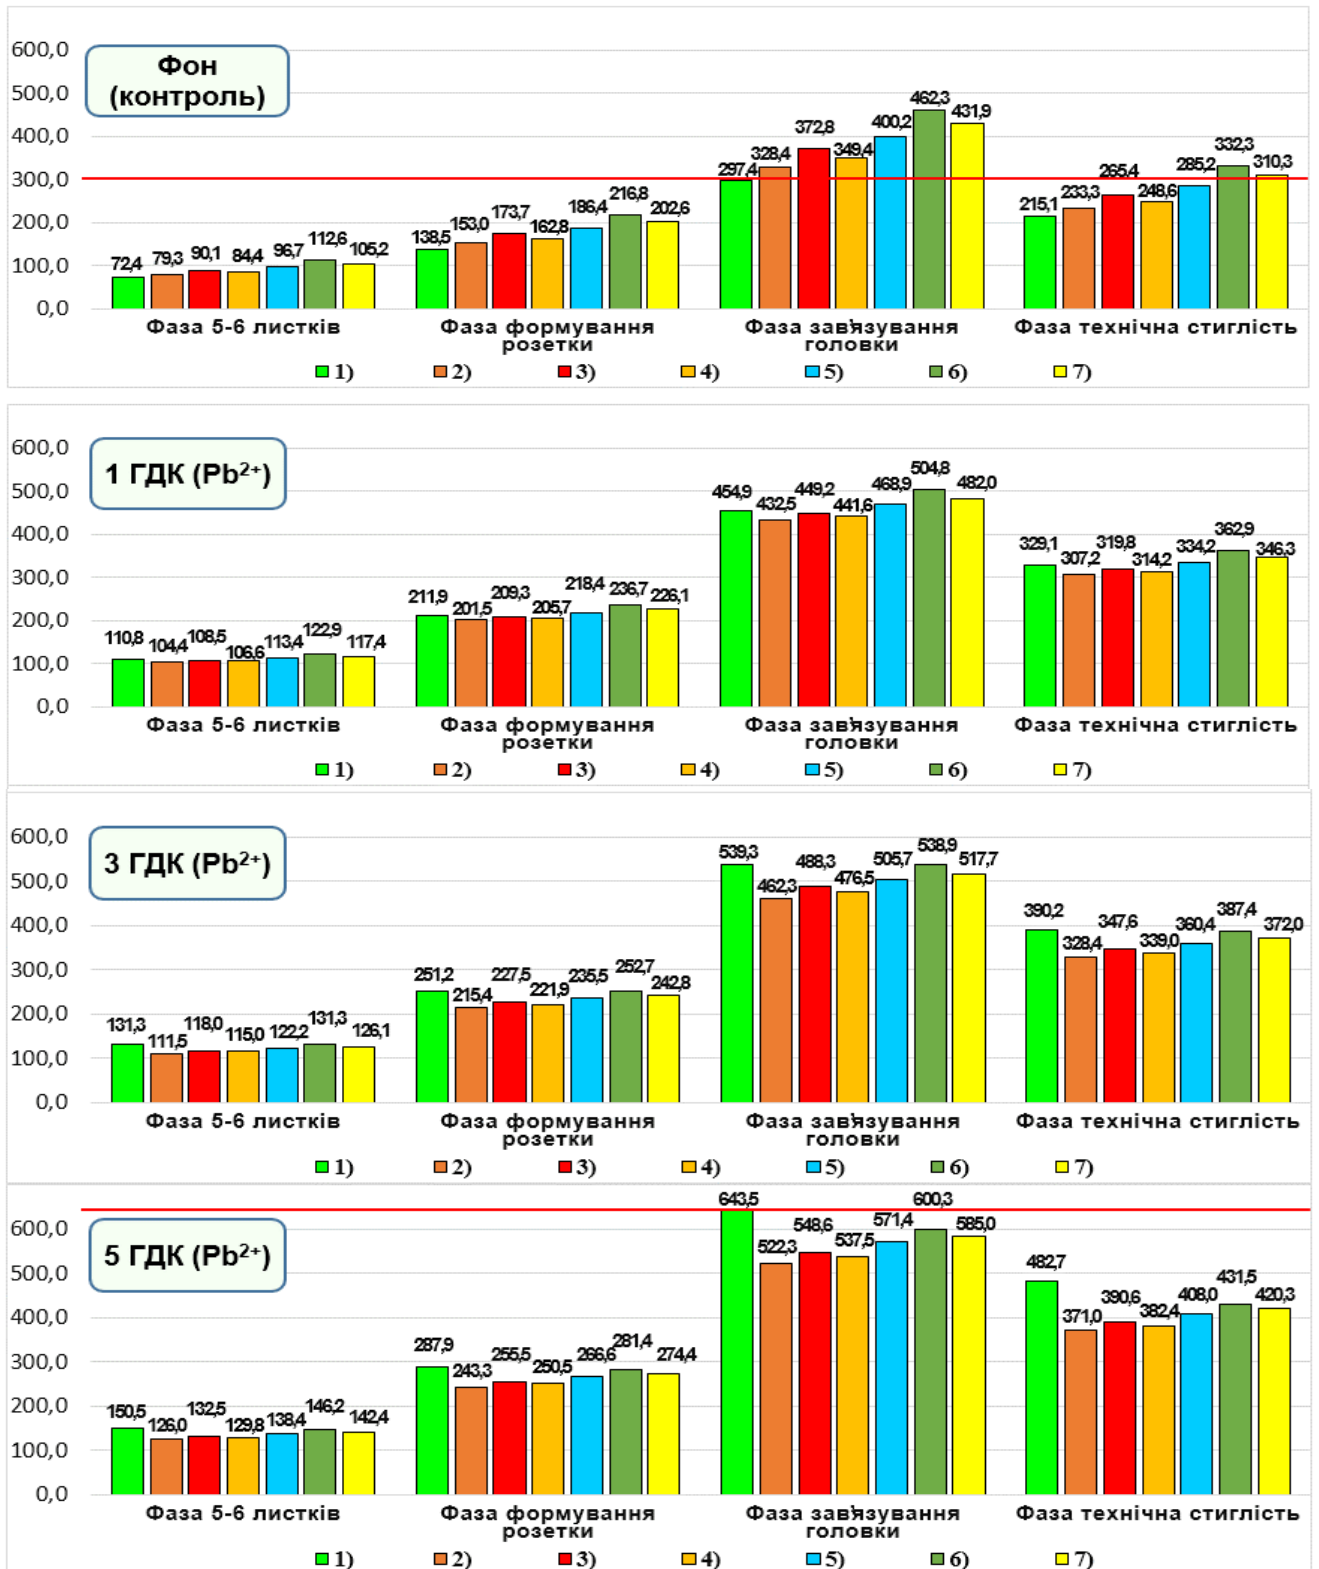 600,0
Фон
(контроль)
500,0
462,3
431,9
400,2
400,0
372,8
349,4
328,4
297,4
332,3
310,3
285,2
265,4
248,6
233,3
215,1
300,0
216,8
202,6
186,4
173,7
162,8
153,0
138,5
200,0
112,6
105,2
96,7
90,1
84,4
79,3
72,4
100,0
0,0
Фаза 5-6 листків
Фаза формування розетки
Фаза зав'язування головки
Фаза технічна стиглість
1) 2) 3) 4) 5) 6) 7)
600,0
1 ГДК (Pb²⁺)
500,0
400,0
300,0
200,0
100,0
0,0
110,8 104,4 108,5 106,6 113,4 122,9 117,4
211,9 201,5 209,3 205,7 218,4 236,7 226,1
454,9 432,5 449,2 441,6 468,9 504,8 482,0
329,1 307,2 319,8 314,2 334,2 362,9 346,3
Фаза 5-6 листків
Фаза формування розетки
Фаза зав'язування головки
Фаза технічна стиглість
1) 2) 3) 4) 5) 6) 7)
600,0
3 ГДК (Pb²⁺)
500,0
400,0
300,0
200,0
100,0
0,0
131,3 111,5 118,0 115,0 122,2 131,3 126,1
251,2 215,4 227,5 221,9 235,5 252,7 242,8
539,3 462,3 488,3 476,5 505,7 538,9 517,7
390,2 328,4 347,6 339,0 360,4 387,4 372,0
Фаза 5-6 листків
Фаза формування розетки
Фаза зав'язування головки
Фаза технічна стиглість
1) 2) 3) 4) 5) 6) 7)
600,0
5 ГДК (Pb²⁺)
500,0
400,0
300,0
200,0
100,0
0,0
150,5 126,0 132,5 129,8 138,4 146,2 142,4
287,9 243,3 255,5 250,5 266,6 281,4 274,4
643,5 522,3 548,6 537,5 571,4 600,3 585,0
482,7 371,0 390,6 382,4 408,0 431,5 420,3
Фаза 5-6 листків
Фаза формування розетки
Фаза зав'язування головки
Фаза технічна стиглість
1) 2) 3) 4) 5) 6) 7)